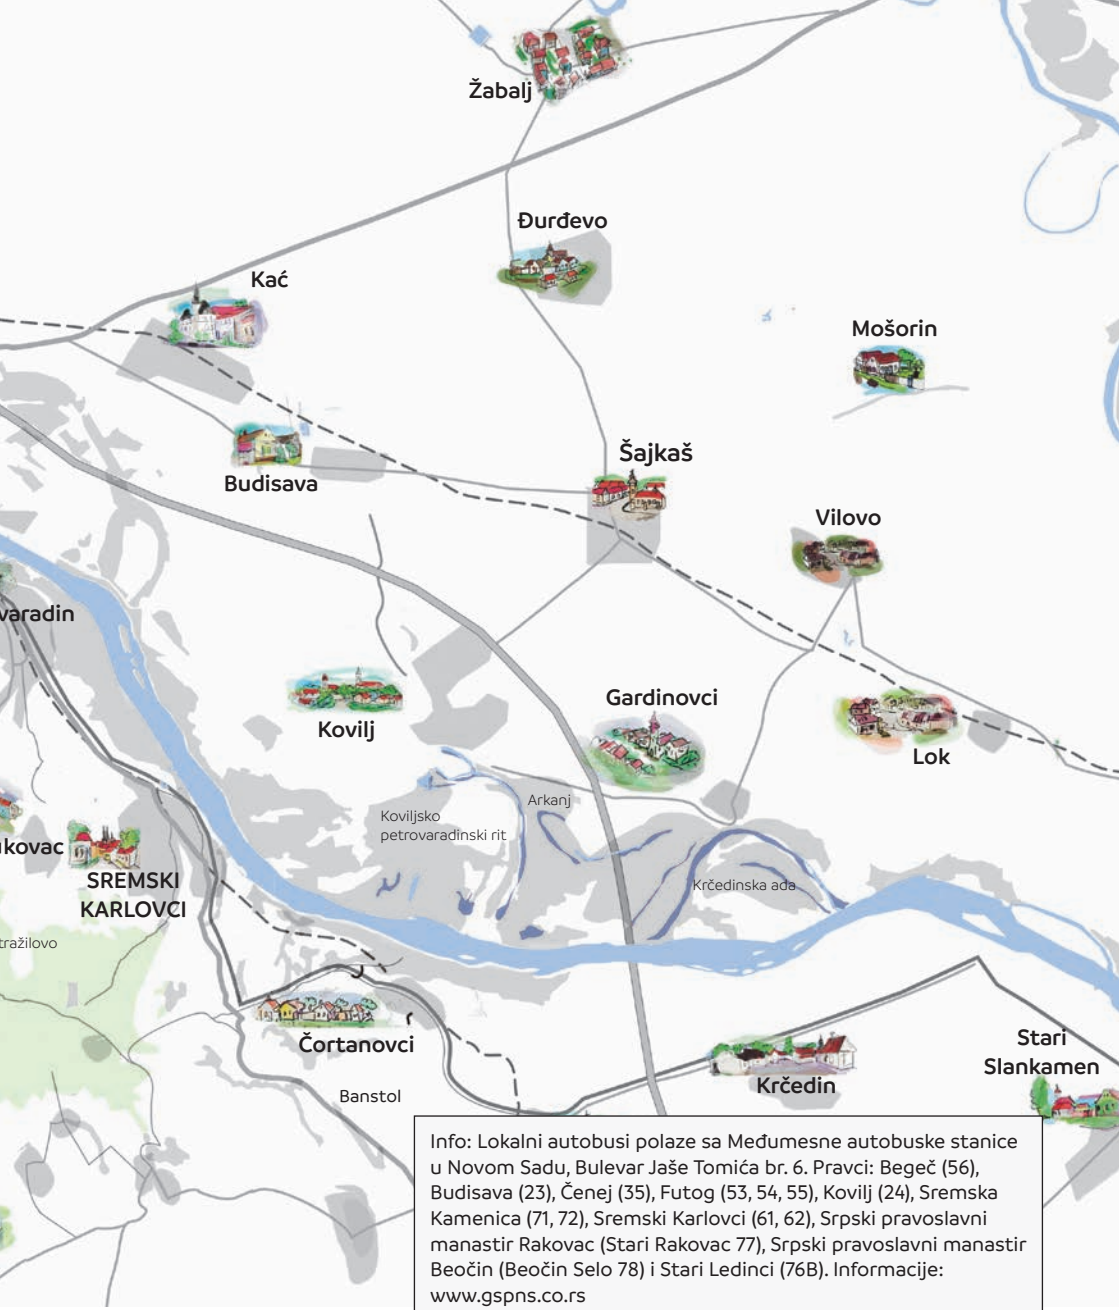 Žabalj
Đurđevo
Kać
Mošorin
Šajkaš
Budisava
Vilovo
varadin
Gardinovci
Kovilj
Lok
Arkanj
Koviljsko
petrovaradinski rit
kovac
SREMSKI
KARLOVCI
Krčedinska ada
tražilovo
Čortanovci
Stari
Slankamen
Krčedin
Banstol
Info: Lokalni autobusi polaze sa Međumesne autobuske stanice
u Novom Sadu, Bulevar Jaše Tomića br. 6. Pravci: Begeč (56),
Budisava (23), Čenej (35), Futog (53, 54, 55), Kovilj (24), Sremska
Kamenica (71, 72), Sremski Karlovci (61, 62), Srpski pravoslavni
manastir Rakovac (Stari Rakovac 77), Srpski pravoslavni manastir
Beočin (Beočin Selo 78) i Stari Ledinci (76B). Informacije:
www.gspns.co.rs